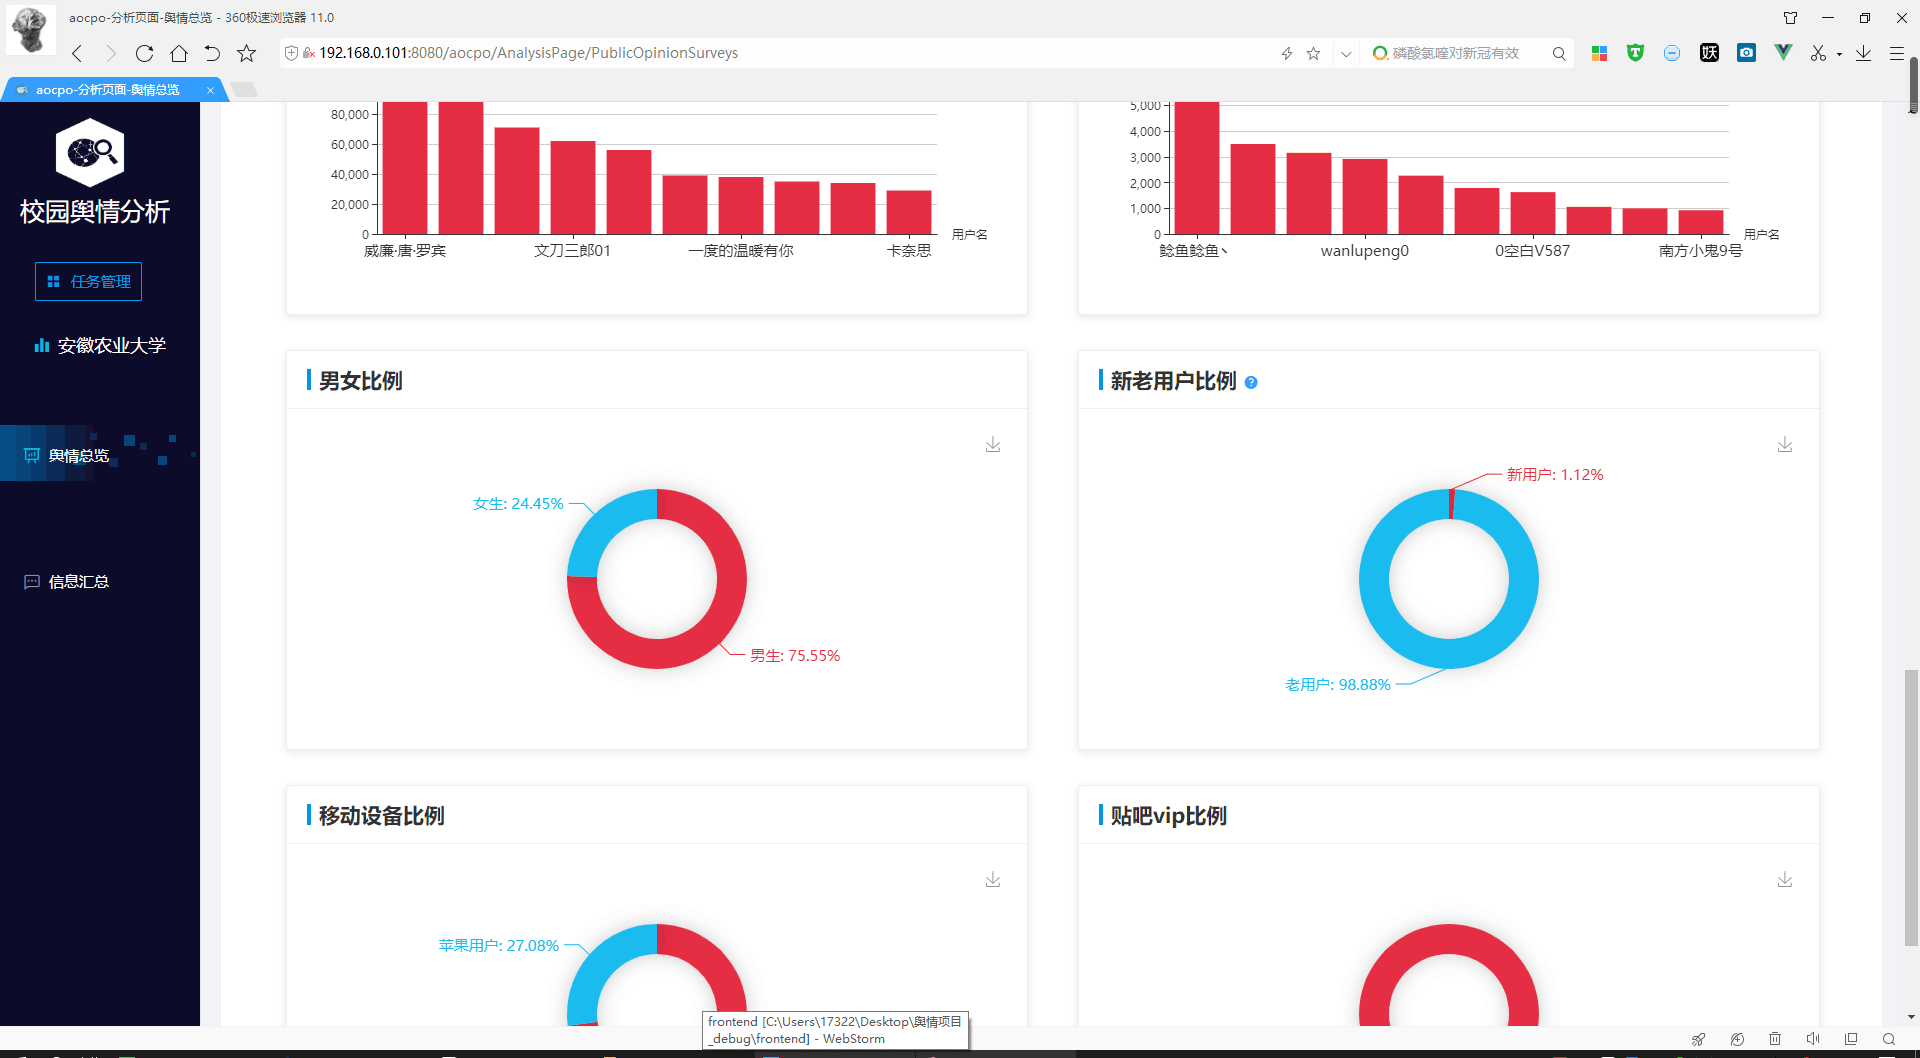 aocpo-分析页面-舆情总览 - 360极速浏览器 11.0
192.168.0.101:8080/aocpo/AnalysisPage/PublicOpinionSurveys
磷酸氯喹对新冠有效
妖
aocpo-分析页面-舆情总览
校园舆情分析
任务管理
安徽农业大学
舆情总览
信息汇总
80,000
60,000
40,000
20,000
0
威廉·唐·罗宾 文刀三郎01 一度的温暖有你 卡奈思 用户名
5,000
4,000
3,000
2,000
1,000
0
鲶鱼鲶鱼丶 wanlupeng0 0空白V587 南方小鬼9号 用户名
男女比例
女生: 24.45%
男生: 75.55%
新老用户比例 ?
新用户: 1.12%
老用户: 98.88%
移动设备比例
苹果用户: 27.08%
贴吧vip比例
frontend [C:\Users\17322\Desktop\舆情项目
_debug\frontend] - WebStorm